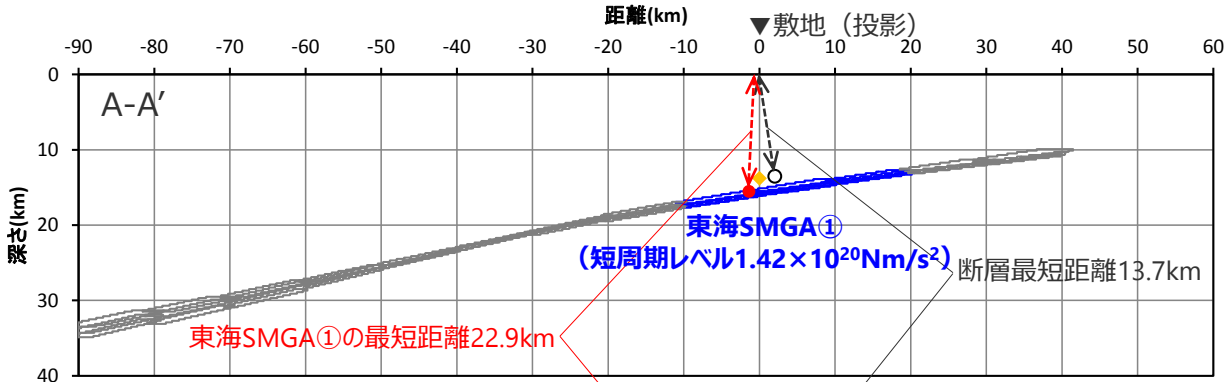 距離(km)
▼敷地（投影）
-90 -80 -70 -60 -50 -40 -30 -20 -10 0 10 20 30 40 50 60
0
A-A’
10
20
30
40
深さ(km)
東海SMGA①
（短周期レベル1.42×10²⁰Nm/s²）
断層最短距離13.7km
東海SMGA①の最短距離22.9km